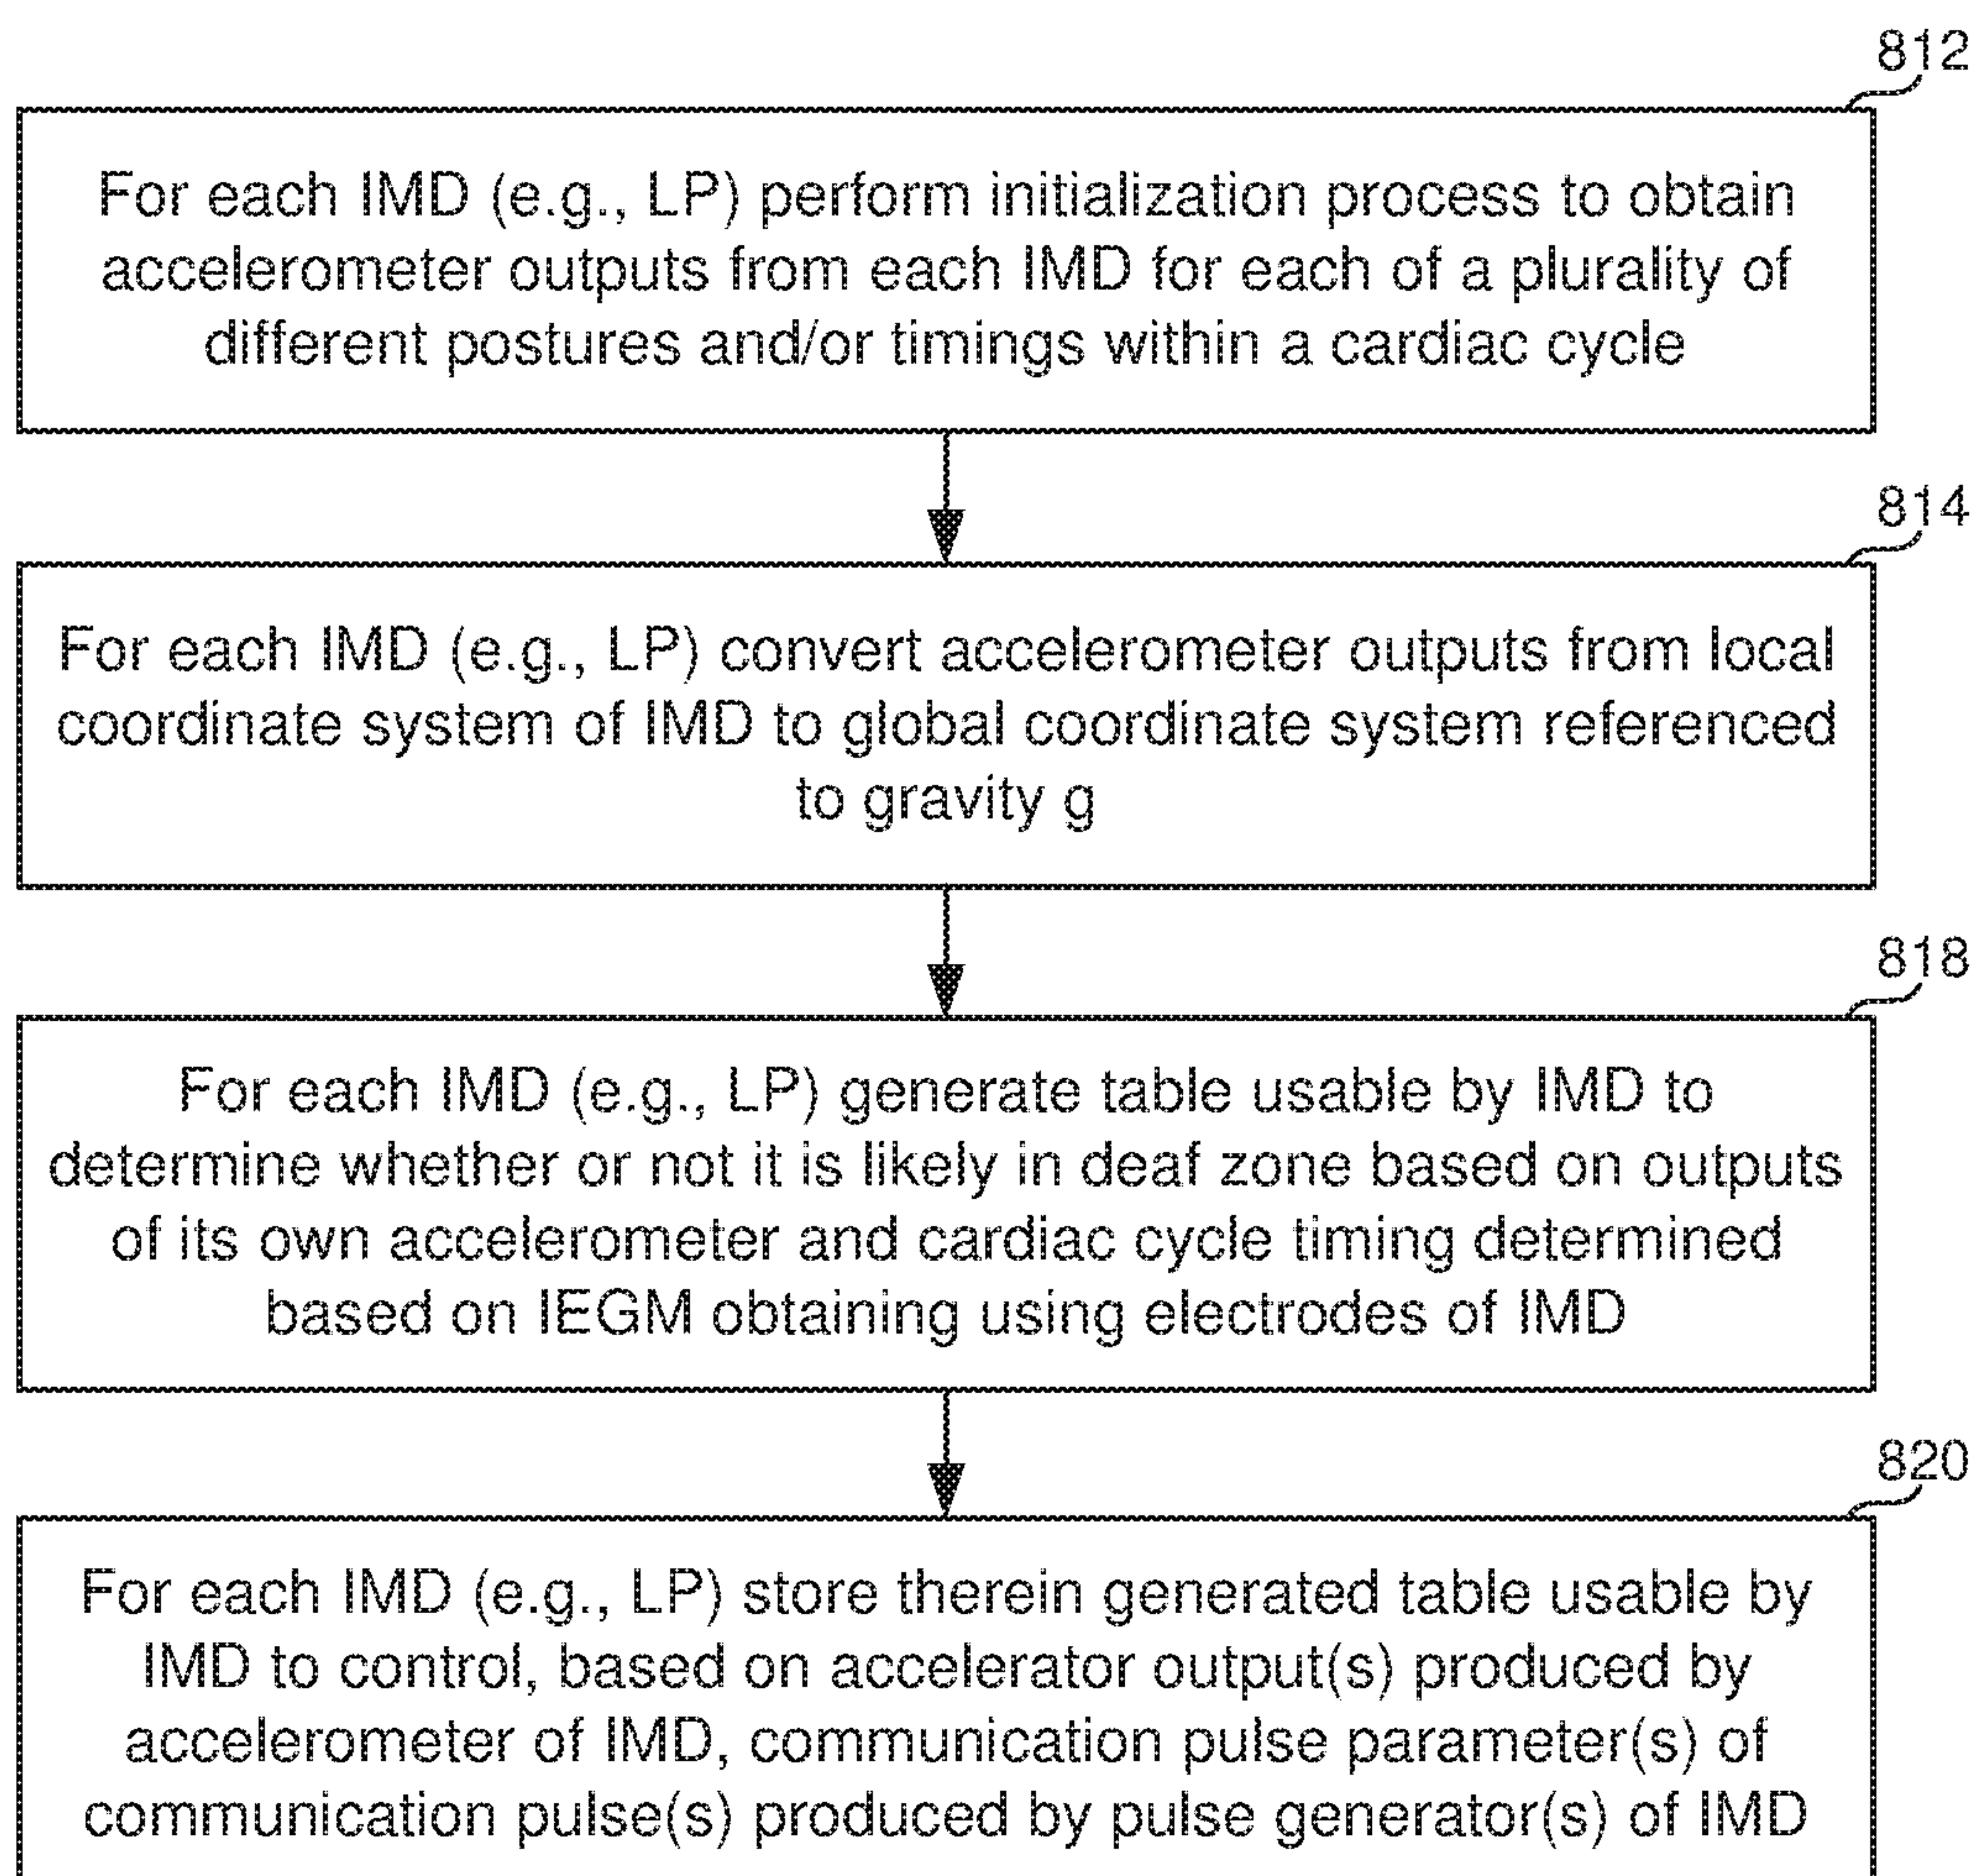 812
For each IMD (e.g., LP) perform initialization process to obtain
accelerometer outputs from each IMD for each of a plurality of
different postures and/or timings within a cardiac cycle
814
For each IMD (e.g., LP) convert accelerometer outputs from local
coordinate system of IMD to global coordinate system referenced
to gravity g
818
For each IMD (e.g., LP) generate table usable by IMD to
determine whether or not it is likely in deaf zone based on outputs
of its own accelerometer and cardiac cycle timing determined
based on IEGM obtaining using electrodes of IMD
820
For each IMD (e.g., LP) store therein generated table usable by
IMD to control, based on accelerator output(s) produced by
accelerometer of IMD, communication pulse parameter(s) of
communication pulse(s) produced by pulse generator(s) of IMD